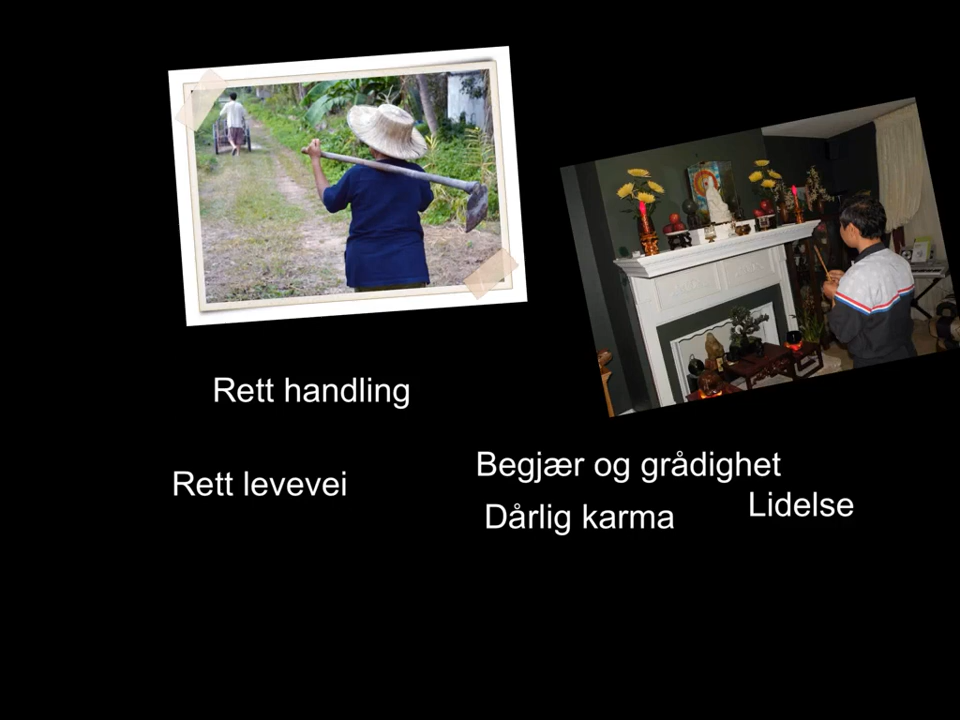 Rett handling
Rett levevei
Begjær og grådighet
Dårlig karma
Lidelse